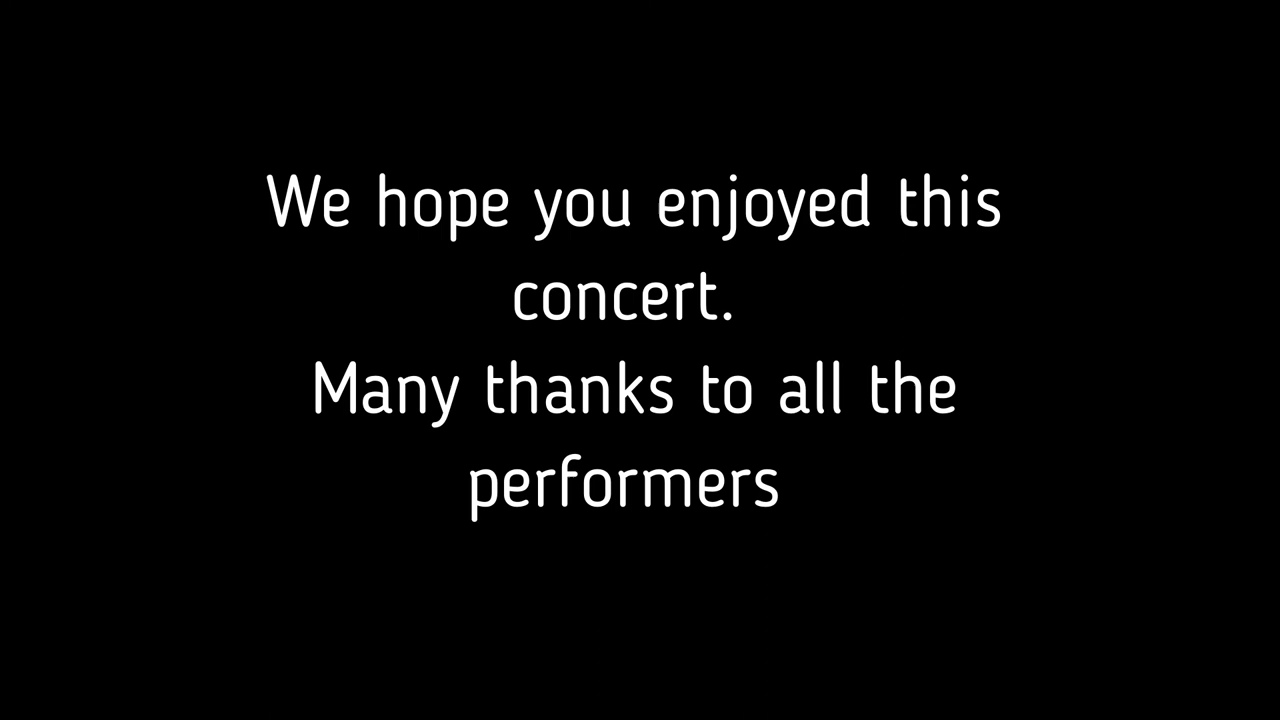 We hope you enjoyed this
concert.
Many thanks to all the
performers